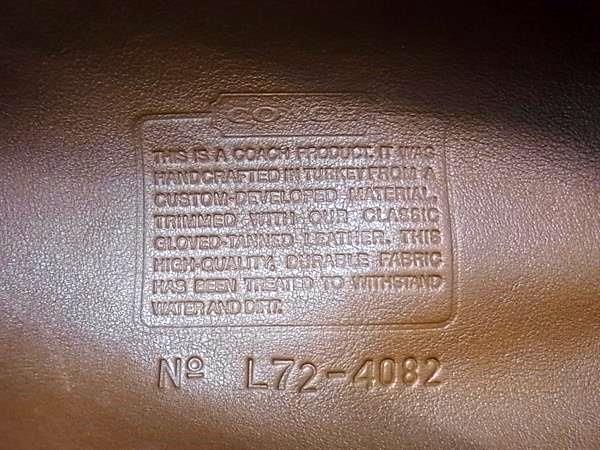 COACH
THIS IS A COACH PRODUCT. IT WAS
HANDCRAFTED IN TURKEY FROM A
CUSTOM-DEVELOPED MATERIAL,
TRIMMED WITH OUR CLASSIC
GLOVED-TANNED LEATHER. THIS
HIGH-QUALITY, DURABLE FABRIC
HAS BEEN TREATED TO WITHSTAND
WATER AND DIRT.
Nº L72-4082